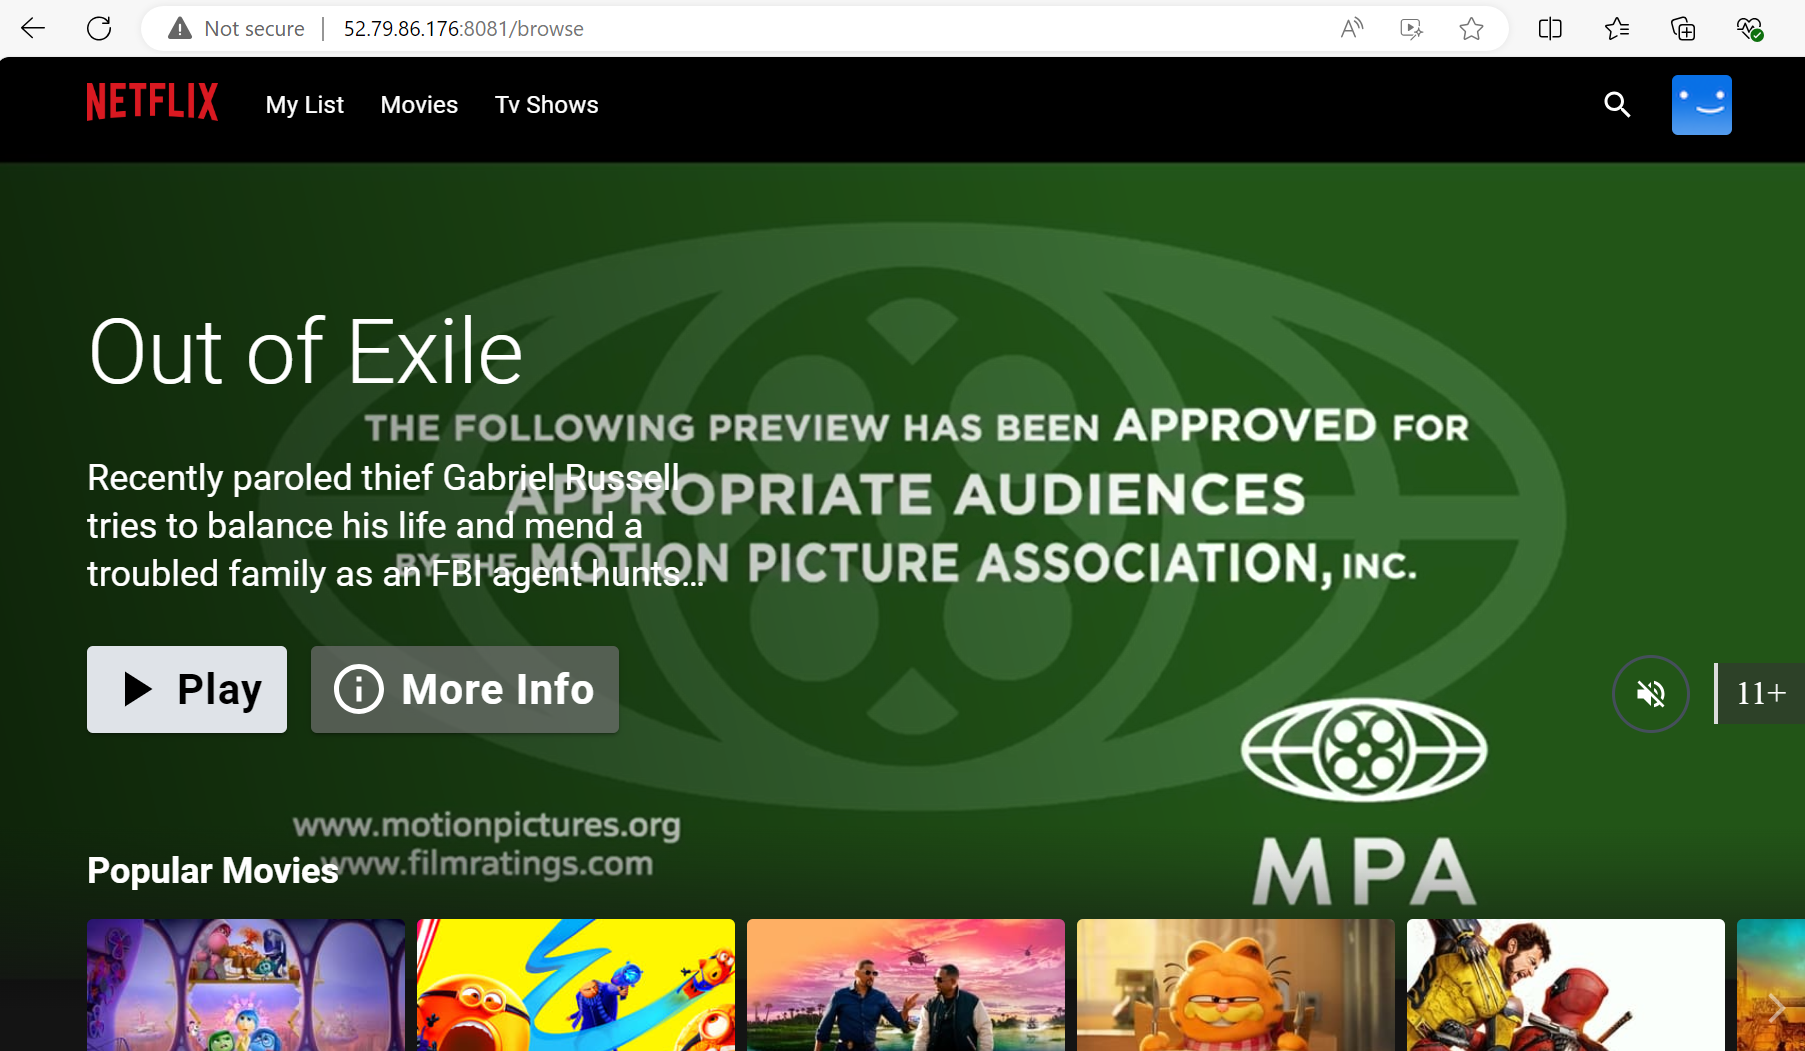 Not secure
52.79.86.176:8081/browse
NETFLIX
My List
Movies
Tv Shows
Out of Exile
THE FOLLOWING PREVIEW HAS BEEN APPROVED FOR
APPROPRIATE AUDIENCES
BY THE MOTION PICTURE ASSOCIATION, INC.
Recently paroled thief Gabriel Russell
tries to balance his life and mend a
troubled family as an FBI agent hunts...
Play
More Info
11+
www.motionpictures.org
www.filmratings.com
MPA
Popular Movies